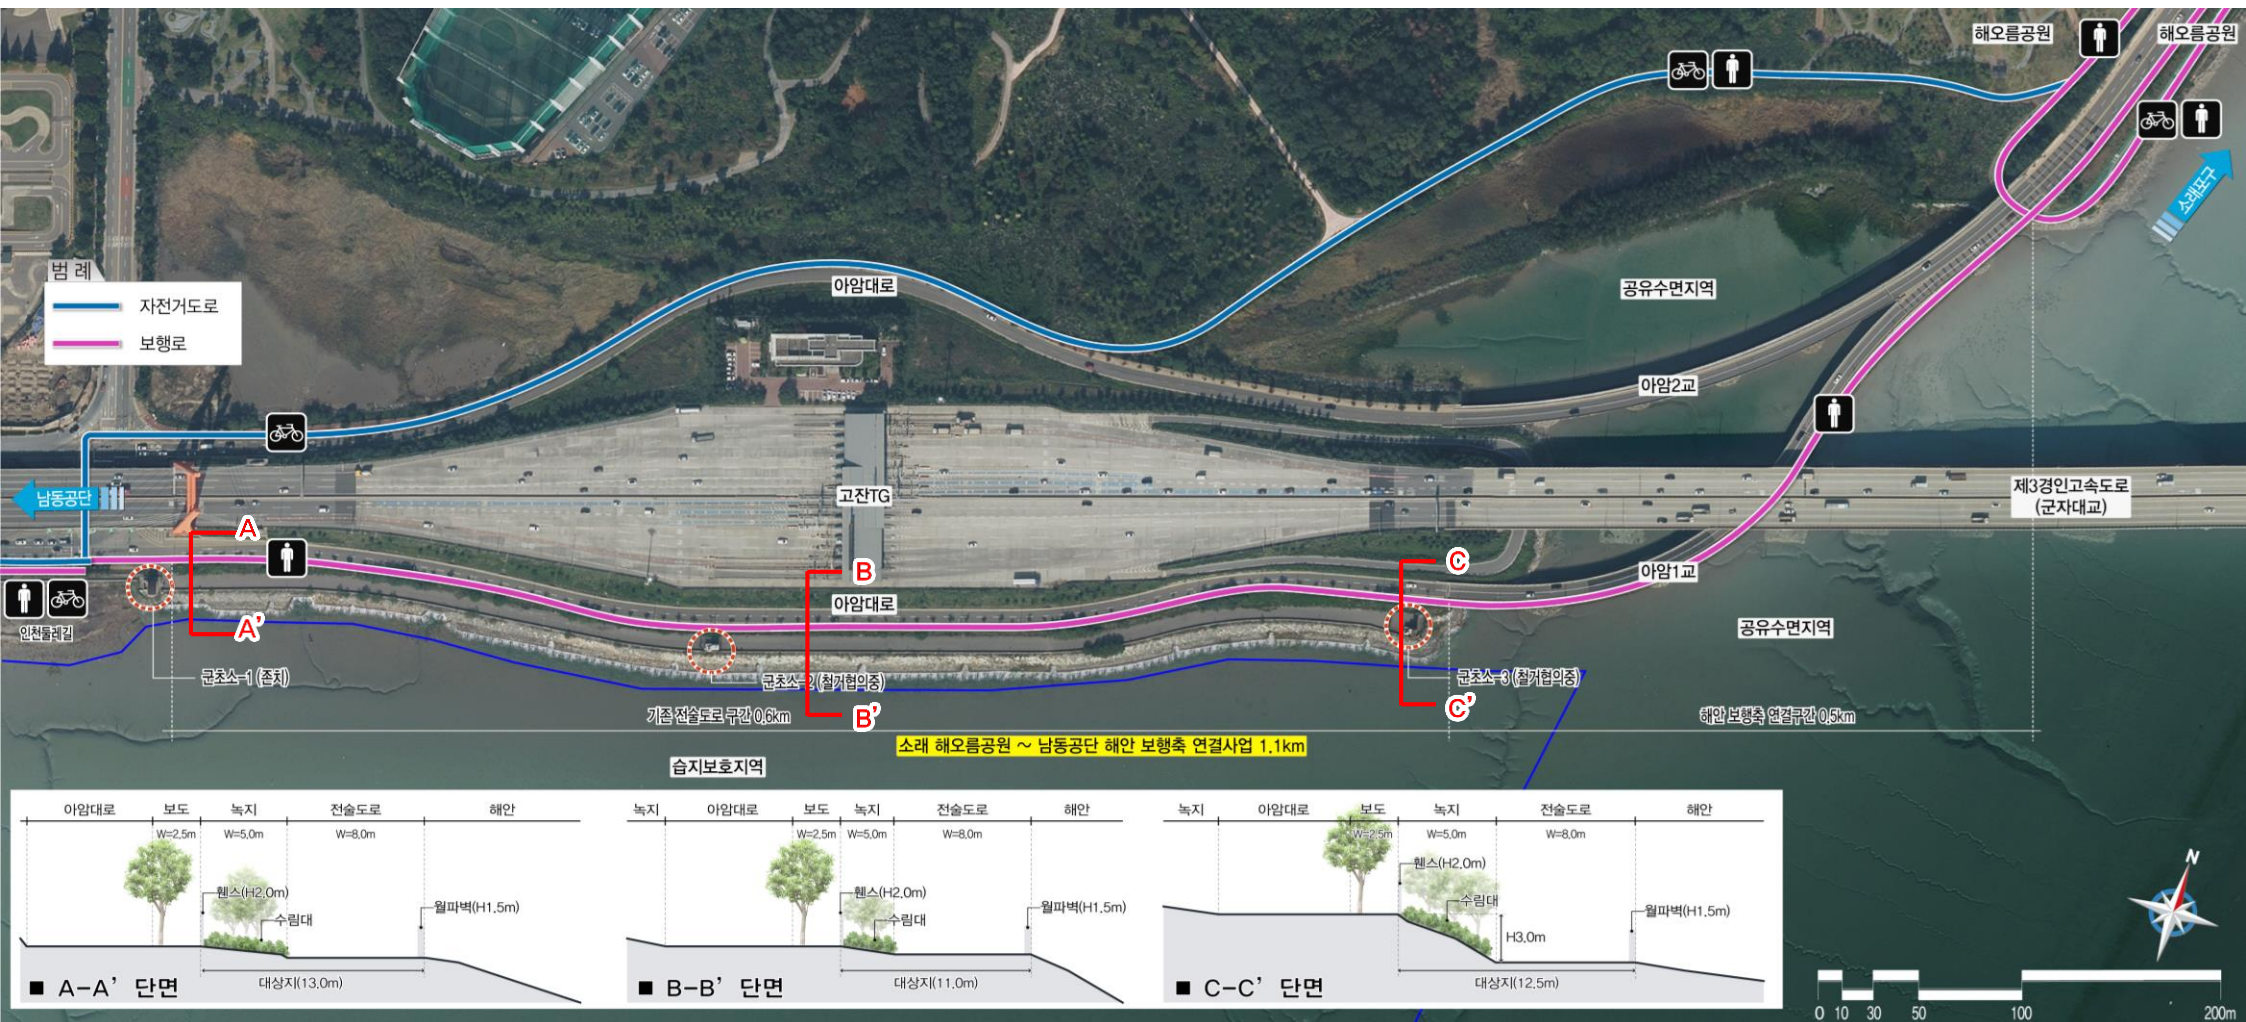 해오름공원
해오름공원
소래포구
범 례
자전거도로
보행로
아암대로
공유수면지역
아암2교
남동공단
고잔TG
제3경인고속도로
(군자대교)
A
A’
B
B’
C
C’
아암대로
아암1교
인천둘레길
공유수면지역
군초소-1 (존치)
군초소-2 (철거협의중)
군초소-3 (철거협의중)
기존 전술도로 구간 0.6km
해안 보행축 연결구간 0.5km
소래 해오름공원 ~ 남동공단 해안 보행축 연결사업 1.1km
습지보호지역
아암대로 보도 녹지 전술도로 해안
W=2.5m W=5.0m W=8.0m
휀스(H2.0m)
수림대
월파벽(H1.5m)
대상지(13.0m)
■ A-A’ 단면
녹지 아암대로 보도 녹지 전술도로 해안
W=2.5m W=5.0m W=8.0m
휀스(H2.0m)
수림대
월파벽(H1.5m)
대상지(11.0m)
■ B-B’ 단면
녹지 아암대로 보도 녹지 전술도로 해안
W=2.5m W=5.0m W=8.0m
휀스(H2.0m)
수림대
월파벽(H1.5m)
H3.0m
대상지(12.5m)
■ C-C’ 단면
N
0 10 30 50 100 200m